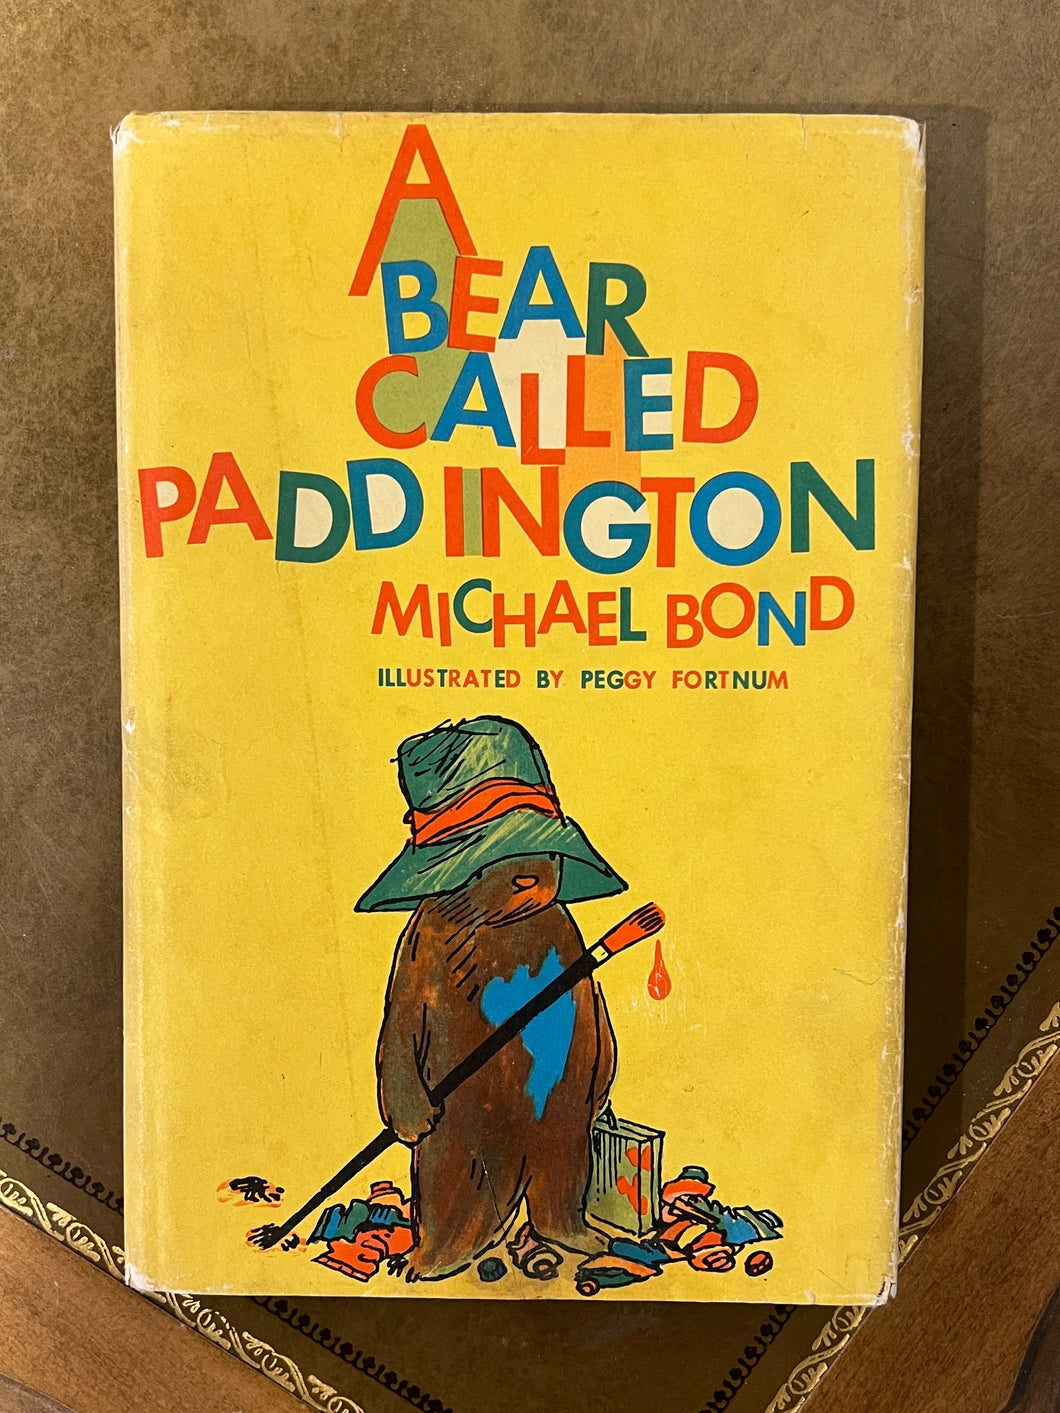 A
BEAR
CALLED
PADDINGTON
MICHAEL BOND
ILLUSTRATED BY PEGGY FORTNUM